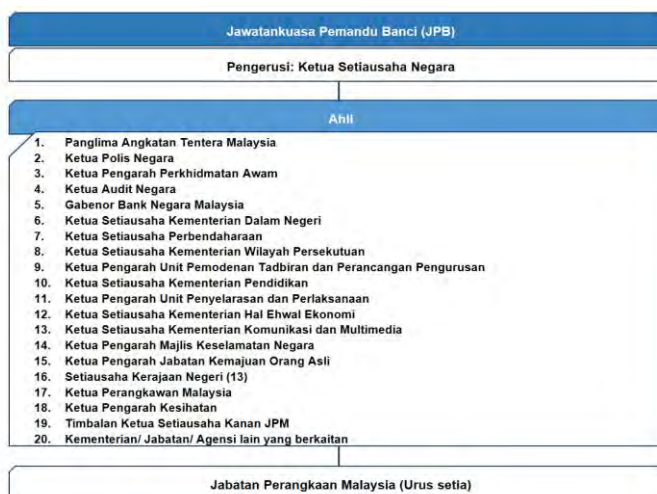 Jawatankuasa Pemandu Banci (JPB)
Pengerusi: Ketua Setiausaha Negara
Ahli
1. Panglima Angkatan Tentera Malaysia
2. Ketua Polis Negara
3. Ketua Pengarah Perkhidmatan Awam
4. Ketua Audit Negara
5. Gabenor Bank Negara Malaysia
6. Ketua Setiausaha Kementerian Dalam Negeri
7. Ketua Setiausaha Perbendaharaan
8. Ketua Setiausaha Kementerian Wilayah Persekutuan
9. Ketua Pengarah Unit Pemodenan Tadbiran dan Perancangan Pengurusan
10. Ketua Setiausaha Kementerian Pendidikan
11. Ketua Pengarah Unit Penyelarasan dan Perlaksanaan
12. Ketua Setiausaha Kementerian Hal Ehwal Ekonomi
13. Ketua Setiausaha Kementerian Komunikasi dan Multimedia
14. Ketua Pengarah Majlis Keselamatan Negara
15. Ketua Pengarah Jabatan Kemajuan Orang Asli
16. Setiausaha Kerajaan Negeri (13)
17. Ketua Perangkawan Malaysia
18. Ketua Pengarah Kesihatan
19. Timbalan Ketua Setiausaha Kanan JPM
20. Kementerian/ Jabatan/ Agensi lain yang berkaitan
Jabatan Perangkaan Malaysia (Urus setia)